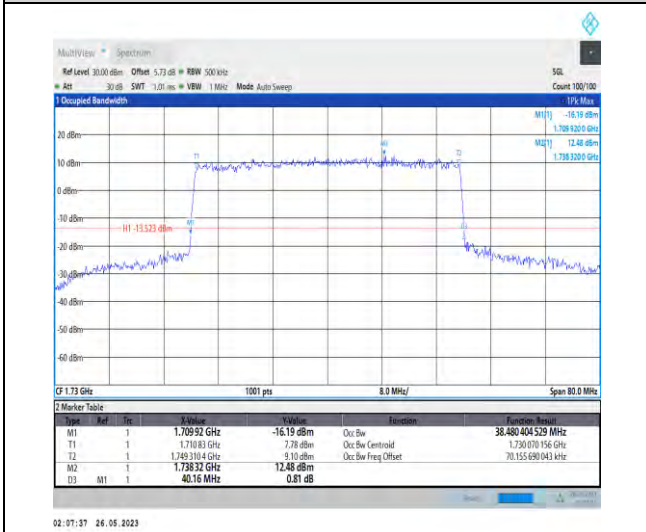 MultiView Spectrum
Ref Level 30.00 dBm Offset 5.73 dB RBW 500 kHz SGL
Att 30 dB SWT 1.01 ms VBW 1 MHz Mode Auto Sweep Count 100/100
1 Occupied Bandwidth 1Pk Max
M1[1] -16.19 dBm
1.709 920 0 GHz
M2[1] 12.48 dBm
1.738 320 0 GHz
20 dBm
10 dBm
T1 M2 T2
0 dBm
-10 dBm
M1
H1 -13.523 dBm
D3
-20 dBm
-30 dBm
-40 dBm
-50 dBm
-60 dBm
CF 1.73 GHz 1001 pts 8.0 MHz/ Span 80.0 MHz
2 Marker Table
Type Ref Trc X-Value Y-Value Function Function Result
M1 1 1.709 92 GHz -16.19 dBm Occ Bw 38.480 404 529 MHz
T1 1 1.710 83 GHz 7.78 dBm Occ Bw Centroid 1.730 070 156 GHz
T2 1 1.749 310 4 GHz 9.10 dBm Occ Bw Freq Offset 70.155 690 043 kHz
M2 1 1.738 32 GHz 12.48 dBm
D3 M1 1 40.16 MHz 0.81 dB
02:07:37 26.05.2023